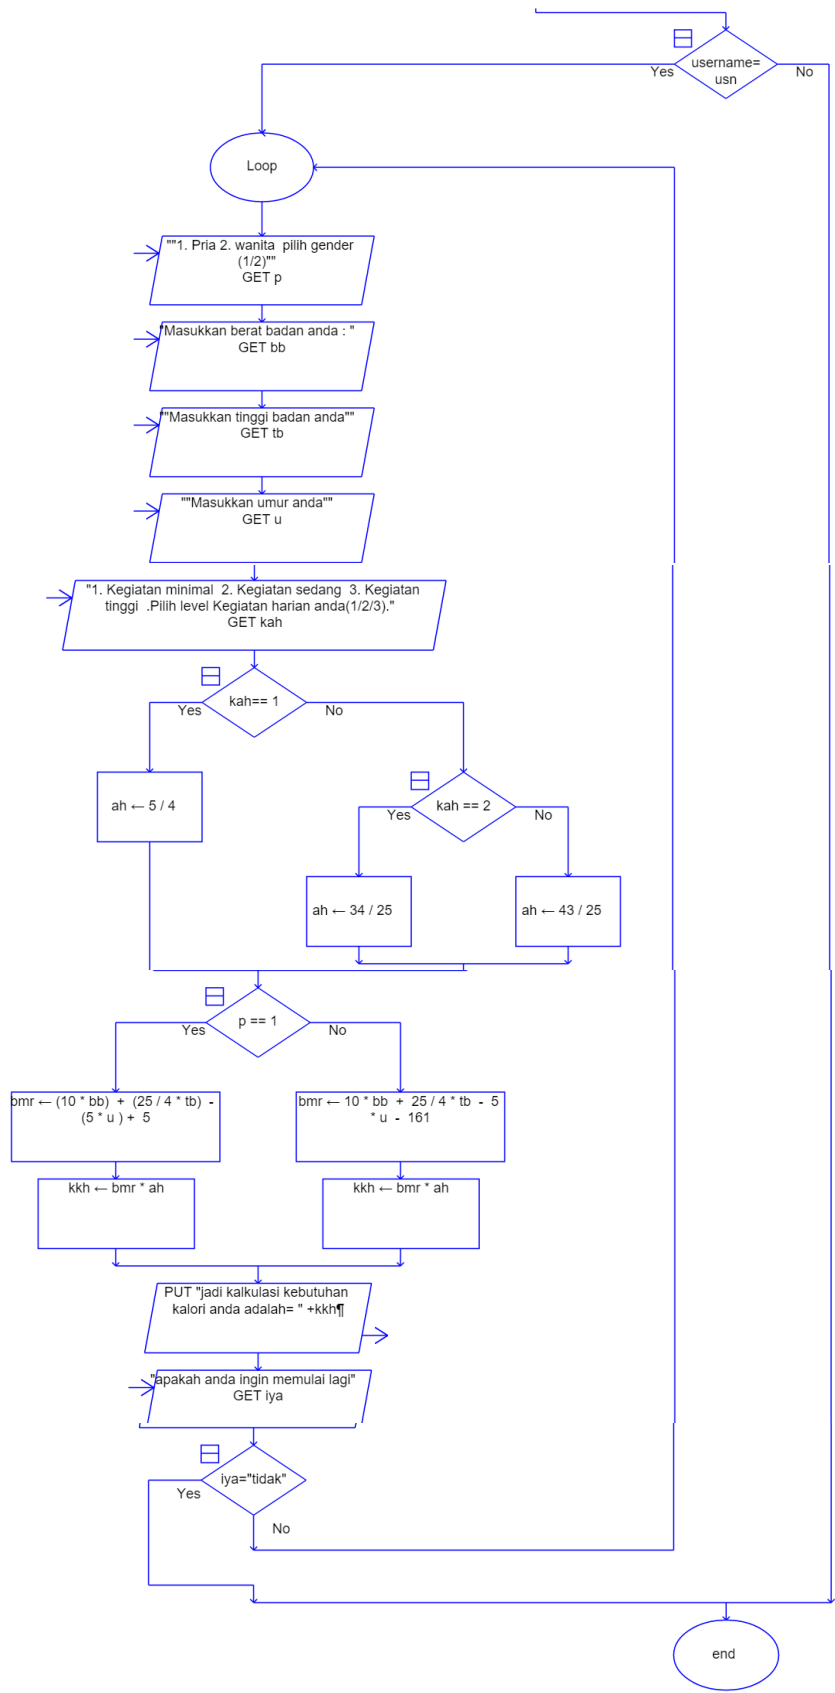 username=
usn
Yes
No
Loop
""1. Pria 2. wanita  pilih gender
(1/2)""
GET p
"Masukkan berat badan anda : "
GET bb
""Masukkan tinggi badan anda""
GET tb
""Masukkan umur anda""
GET u
"1. Kegiatan minimal  2. Kegiatan sedang  3. Kegiatan
tinggi  .Pilih level Kegiatan harian anda(1/2/3)."
GET kah
kah== 1
Yes
No
ah ← 5 / 4
kah == 2
Yes
No
ah ← 34 / 25
ah ← 43 / 25
p == 1
Yes
No
bmr ← (10 * bb)  +  (25 / 4 * tb)  -
(5 * u ) +  5
bmr ← 10 * bb  +  25 / 4 * tb  -  5
* u  -  161
kkh ← bmr * ah
kkh ← bmr * ah
PUT "jadi kalkulasi kebutuhan
kalori anda adalah= " +kkh¶
"apakah anda ingin memulai lagi"
GET iya
iya="tidak"
Yes
No
end